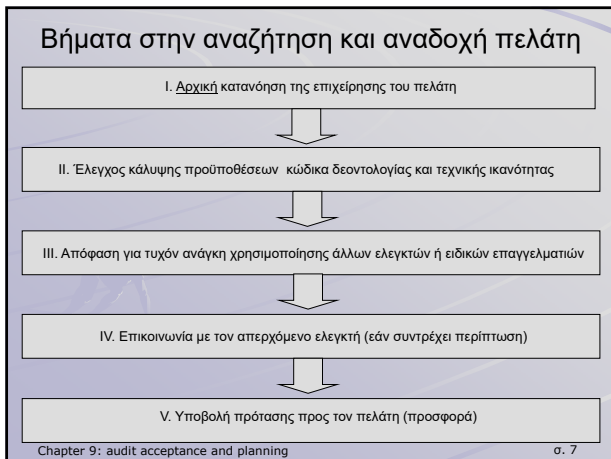 Βήματα στην αναζήτηση και αναδοχή πελάτη
Ι. Αρχική κατανόηση της επιχείρησης του πελάτη
ΙΙ. Έλεγχος κάλυψης προϋποθέσεων κώδικα δεοντολογίας και τεχνικής ικανότητας
ΙΙΙ. Απόφαση για τυχόν ανάγκη χρησιμοποίησης άλλων ελεγκτών ή ειδικών επαγγελματιών
IV. Επικοινωνία με τον απερχόμενο ελεγκτή (εάν συντρέχει περίπτωση)
V. Υποβολή πρότασης προς τον πελάτη (προσφορά)
Chapter 9: audit acceptance and planning σ. 7